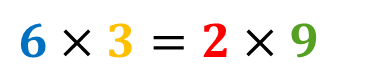 6 × 3 = 2 × 9